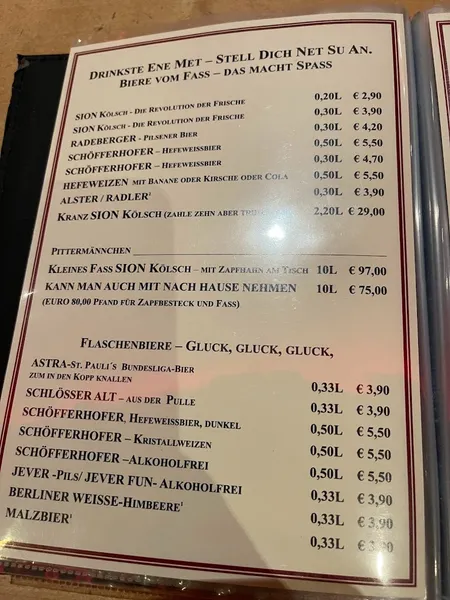 DRINKSTE ENE MET – STELL DICH NET SU AN.
BIERE VOM FASS – DAS MACHT SPASS
SION KÖLSCH - DIE REVOLUTION DER FRISCHE 0,20L € 2,90
SION KÖLSCH - DIE REVOLUTION DER FRISCHE 0,30L € 3,90
RADEBERGER - PILSENER BIER 0,30L € 4,20
SCHÖFFERHOFER – HEFEWEISSBIER 0,50L € 5,50
SCHÖFFERHOFER – HEFEWEISSBIER 0,30L € 4,70
HEFEWEIZEN MIT BANANE ODER KIRSCHE ODER COLA 0,50L € 5,50
ALSTER / RADLER¹ 0,30L € 3,90
KRANZ SION KÖLSCH (ZAHLE ZEHN ABER 2,20L € 29,00
PITTERMÄNNCHEN
KLEINES FASS SION KÖLSCH – MIT ZAPFHAHN AM TISCH 10L € 97,00
KANN MAN AUCH MIT NACH HAUSE NEHMEN 10L € 75,00
(EURO 80,00 PFAND FÜR ZAPFBESTECK UND FASS)
FLASCHENBIERE – GLUCK, GLUCK, GLUCK,
ASTRA-ST. PAULI´S BUNDESLIGA-BIER
ZUM IN DEN KOPP KNALLEN 0,33L € 3,90
SCHLÖSSER ALT – AUS DER PULLE 0,33L € 3,90
SCHÖFFERHOFER, HEFEWEISSBIER, DUNKEL 0,50L € 5,50
SCHÖFFERHOFER – KRISTALLWEIZEN 0,50L € 5,50
SCHÖFFERHOFER –ALKOHOLFREI 0,50L € 5,50
JEVER -PILS/ JEVER FUN- ALKOHOLFREI 0,33L € 3,90
BERLINER WEISSE-HIMBEERE¹ 0,33L € 3,90
MALZBIER¹ 0,33L €